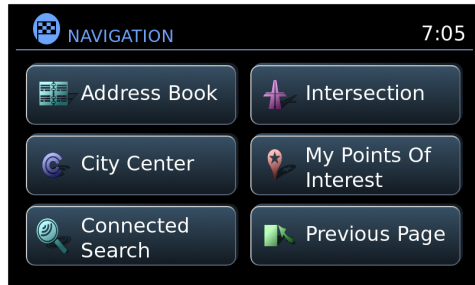 NAVIGATION 7:05
Address Book
Intersection
City Center
My Points Of
Interest
Connected
Search
Previous Page